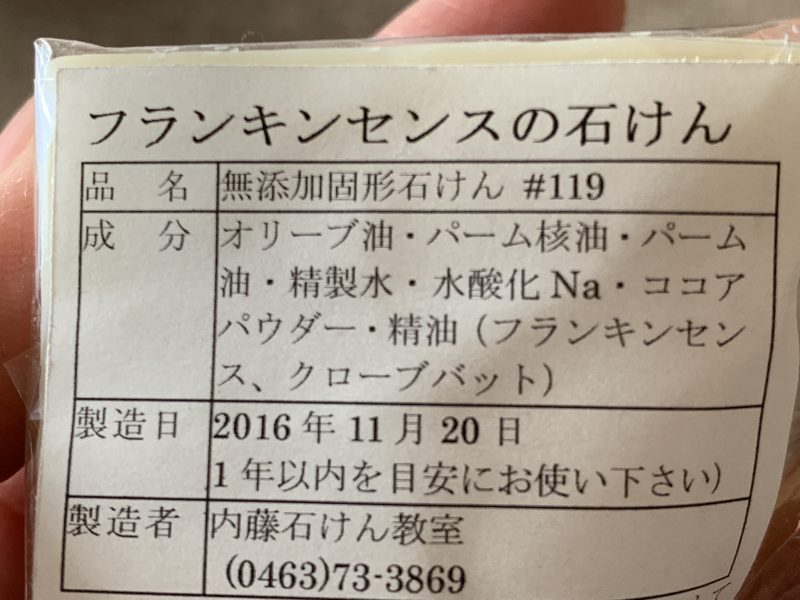 フランキンセンスの石けん
品 名 無添加固形石けん #119
成 分 オリーブ油・パーム核油・パーム
油・精製水・水酸化Na・ココア
パウダー・精油(フランキンセン
ス、クローブバット)
製造日 2016年11月20日
1年以内を目安にお使い下さい)
製造者 内藤石けん教室
(0463)73-3869